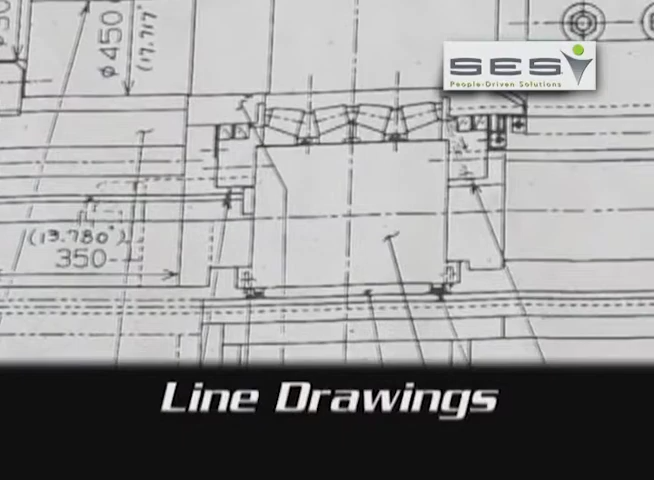 φ450
(17.717")
SES
People-Driven Solutions
(13.780")
350
Line Drawings